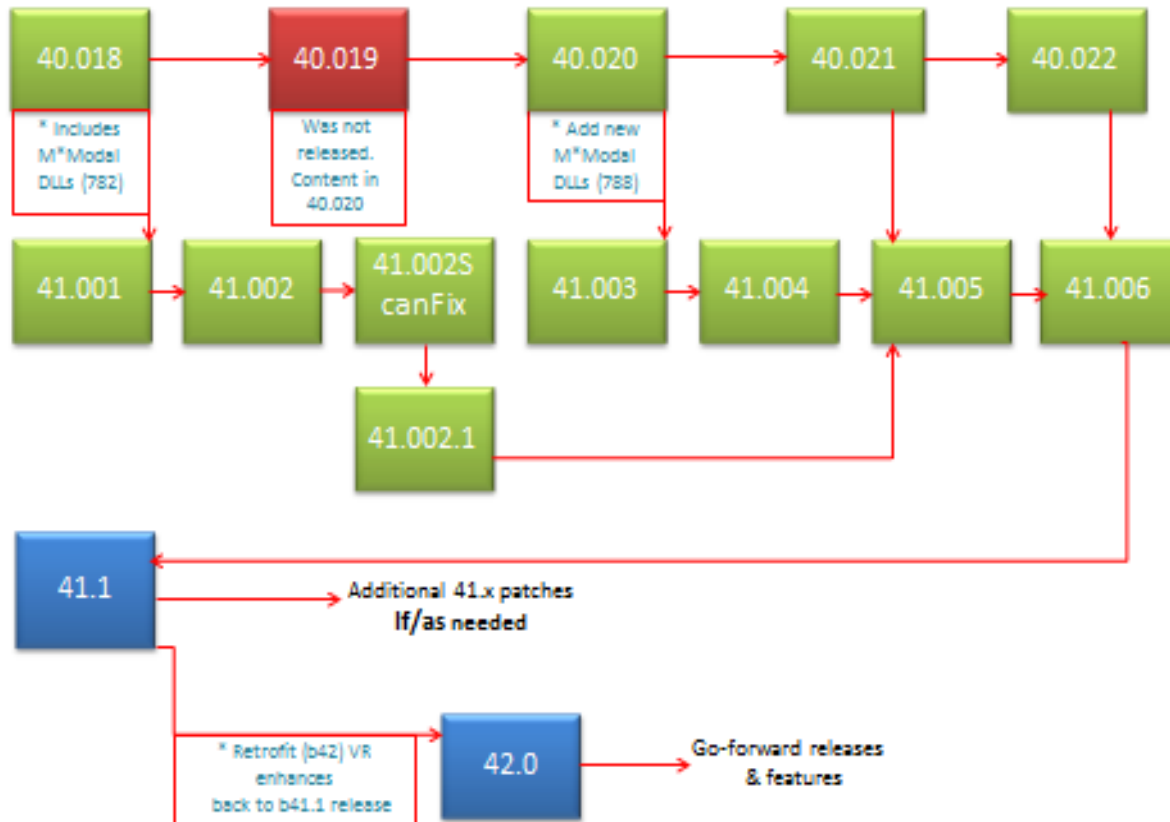 40.018
40.019
40.020
40.021
40.022
* Includes
M*Modal
DLLs (782)
Was not
released.
Content in
40.020
* Add new
M*Modal
DLLs (788)
41.001
41.002
41.002S
canFix
41.003
41.004
41.005
41.006
41.002.1
41.1
Additional 41.x patches
If/as needed
* Retrofit (b42) VR
enhances
back to b41.1 release
42.0
Go-forward releases
& features